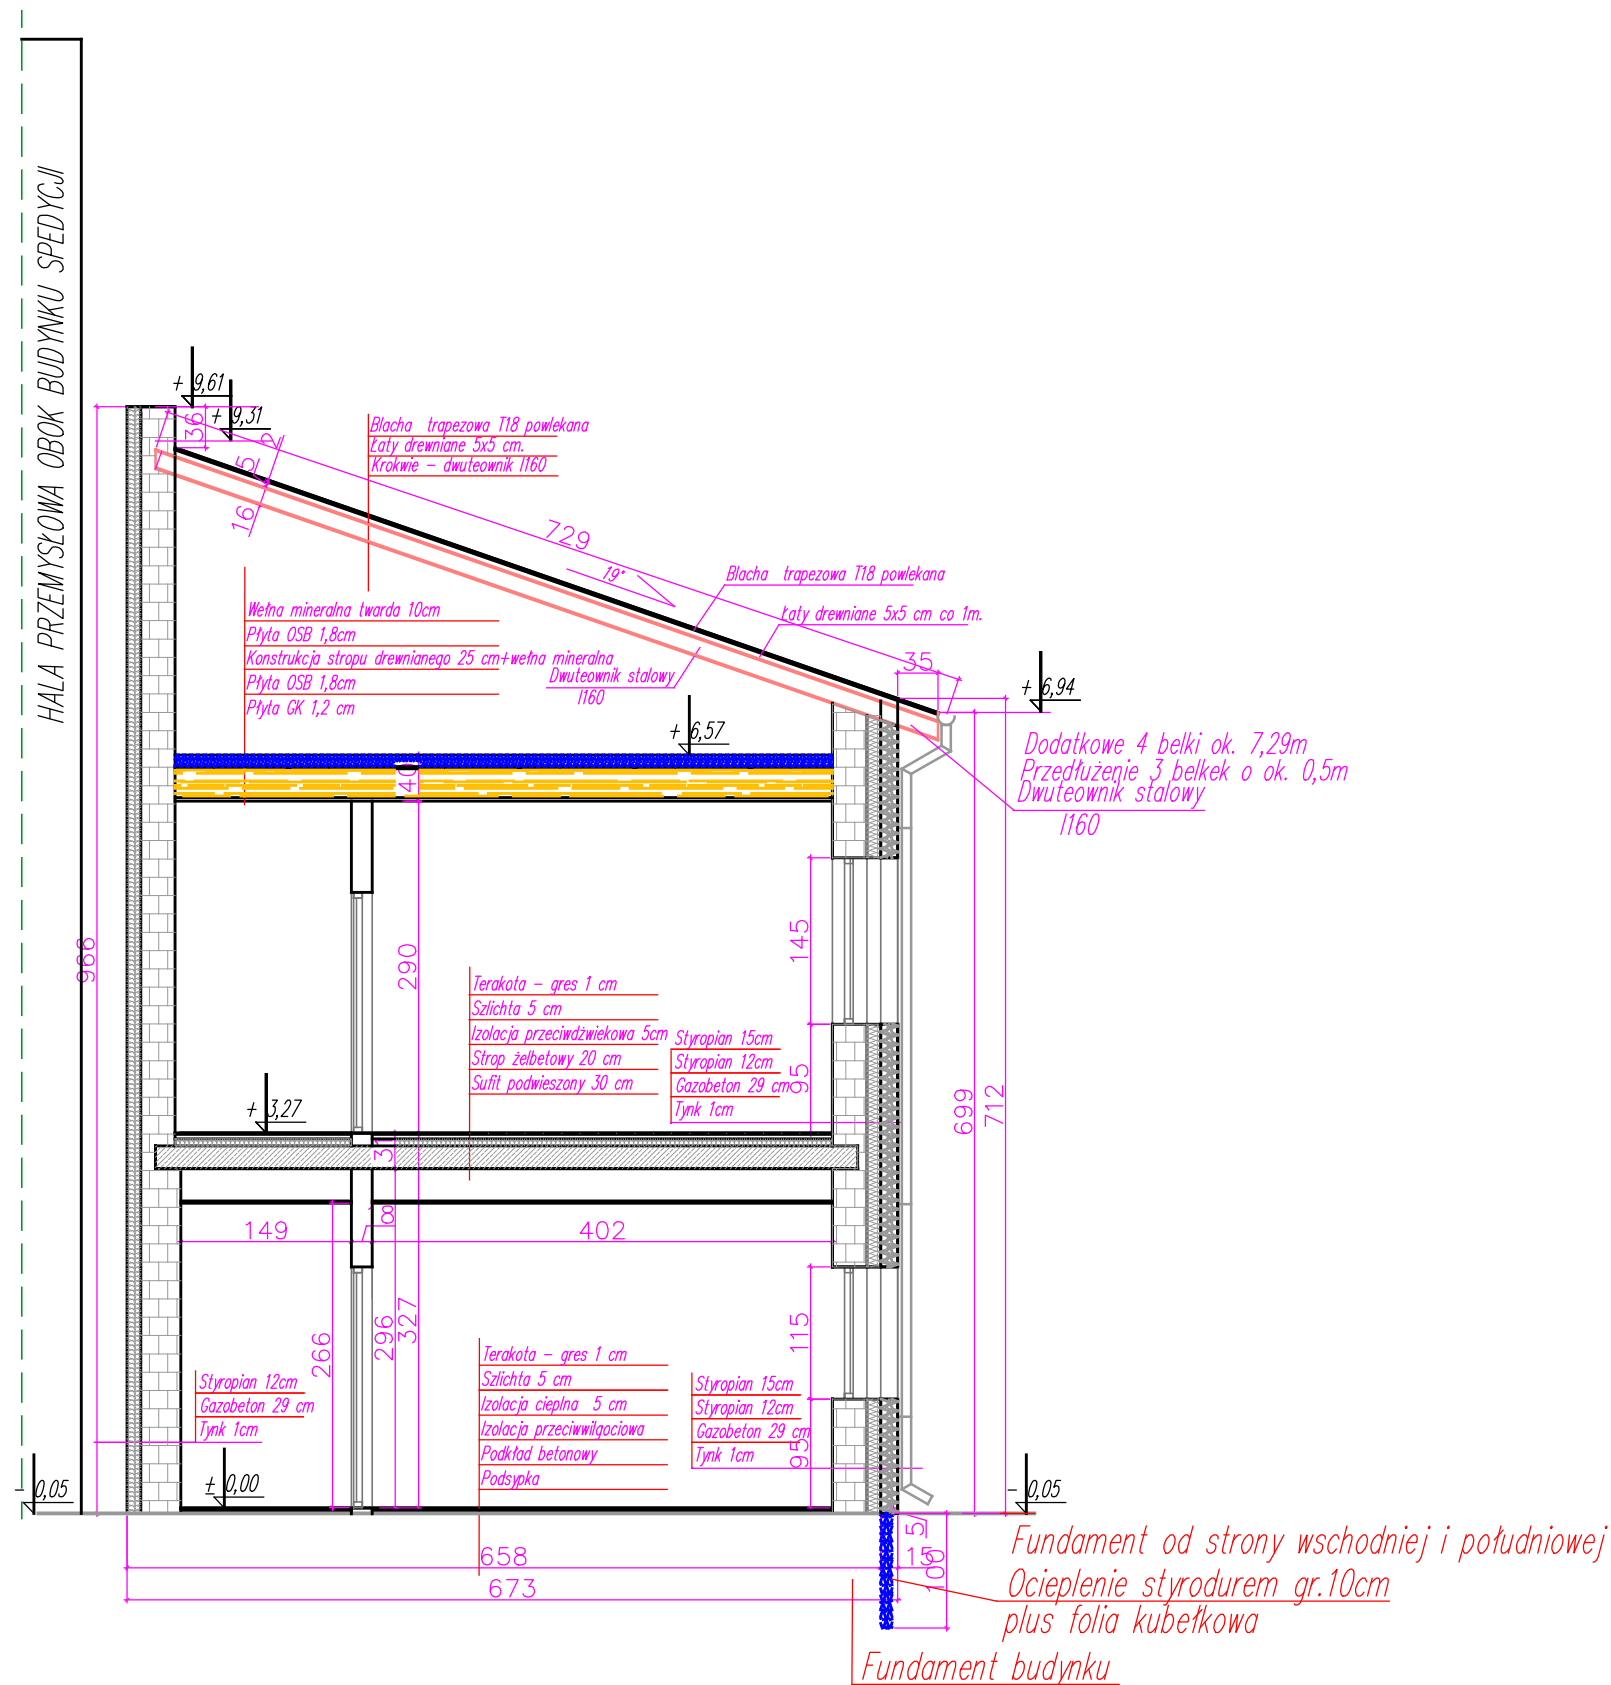 HALA PRZEMYSŁOWA OBOK BUDYNKU SPEDYCJI
+ 9,61
+ 9,31
36
2
5
16
Blacha trapezowa T18 powlekana
Łaty drewniane 5x5 cm.
Krokwie – dwuteownik I160
729
19°
Blacha trapezowa T18 powlekana
Łaty drewniane 5x5 cm co 1m.
Wełna mineralna twarda 10cm
Płyta OSB 1,8cm
Konstrukcja stropu drewnianego 25 cm+wełna mineralna
Płyta OSB 1,8cm
Płyta GK 1,2 cm
Dwuteownik stalowy
I160
35
+ 6,94
+ 6,57
40
Dodatkowe 4 belki ok. 7,29m
Przedłużenie 3 belkek o ok. 0,5m
Dwuteownik stalowy
I160
966
290
145
95
Terakota – gres 1 cm
Szlichta 5 cm
Izolacja przeciwdźwiekowa 5cm
Strop żelbetowy 20 cm
Sufit podwieszony 30 cm
Styropian 15cm
Styropian 12cm
Gazobeton 29 cm
Tynk 1cm
699
712
+ 3,27
31
149
18
402
266
296
327
115
95
Styropian 12cm
Gazobeton 29 cm
Tynk 1cm
Terakota – gres 1 cm
Szlichta 5 cm
Izolacja cieplna 5 cm
Izolacja przeciwwilgociowa
Podkład betonowy
Podsypka
Styropian 15cm
Styropian 12cm
Gazobeton 29 cm
Tynk 1cm
– 0,05
± 0,00
– 0,05
5
658
15
100
673
Fundament od strony wschodniej i południowej
Ocieplenie styrodurem gr.10cm
plus folia kubełkowa
Fundament budynku